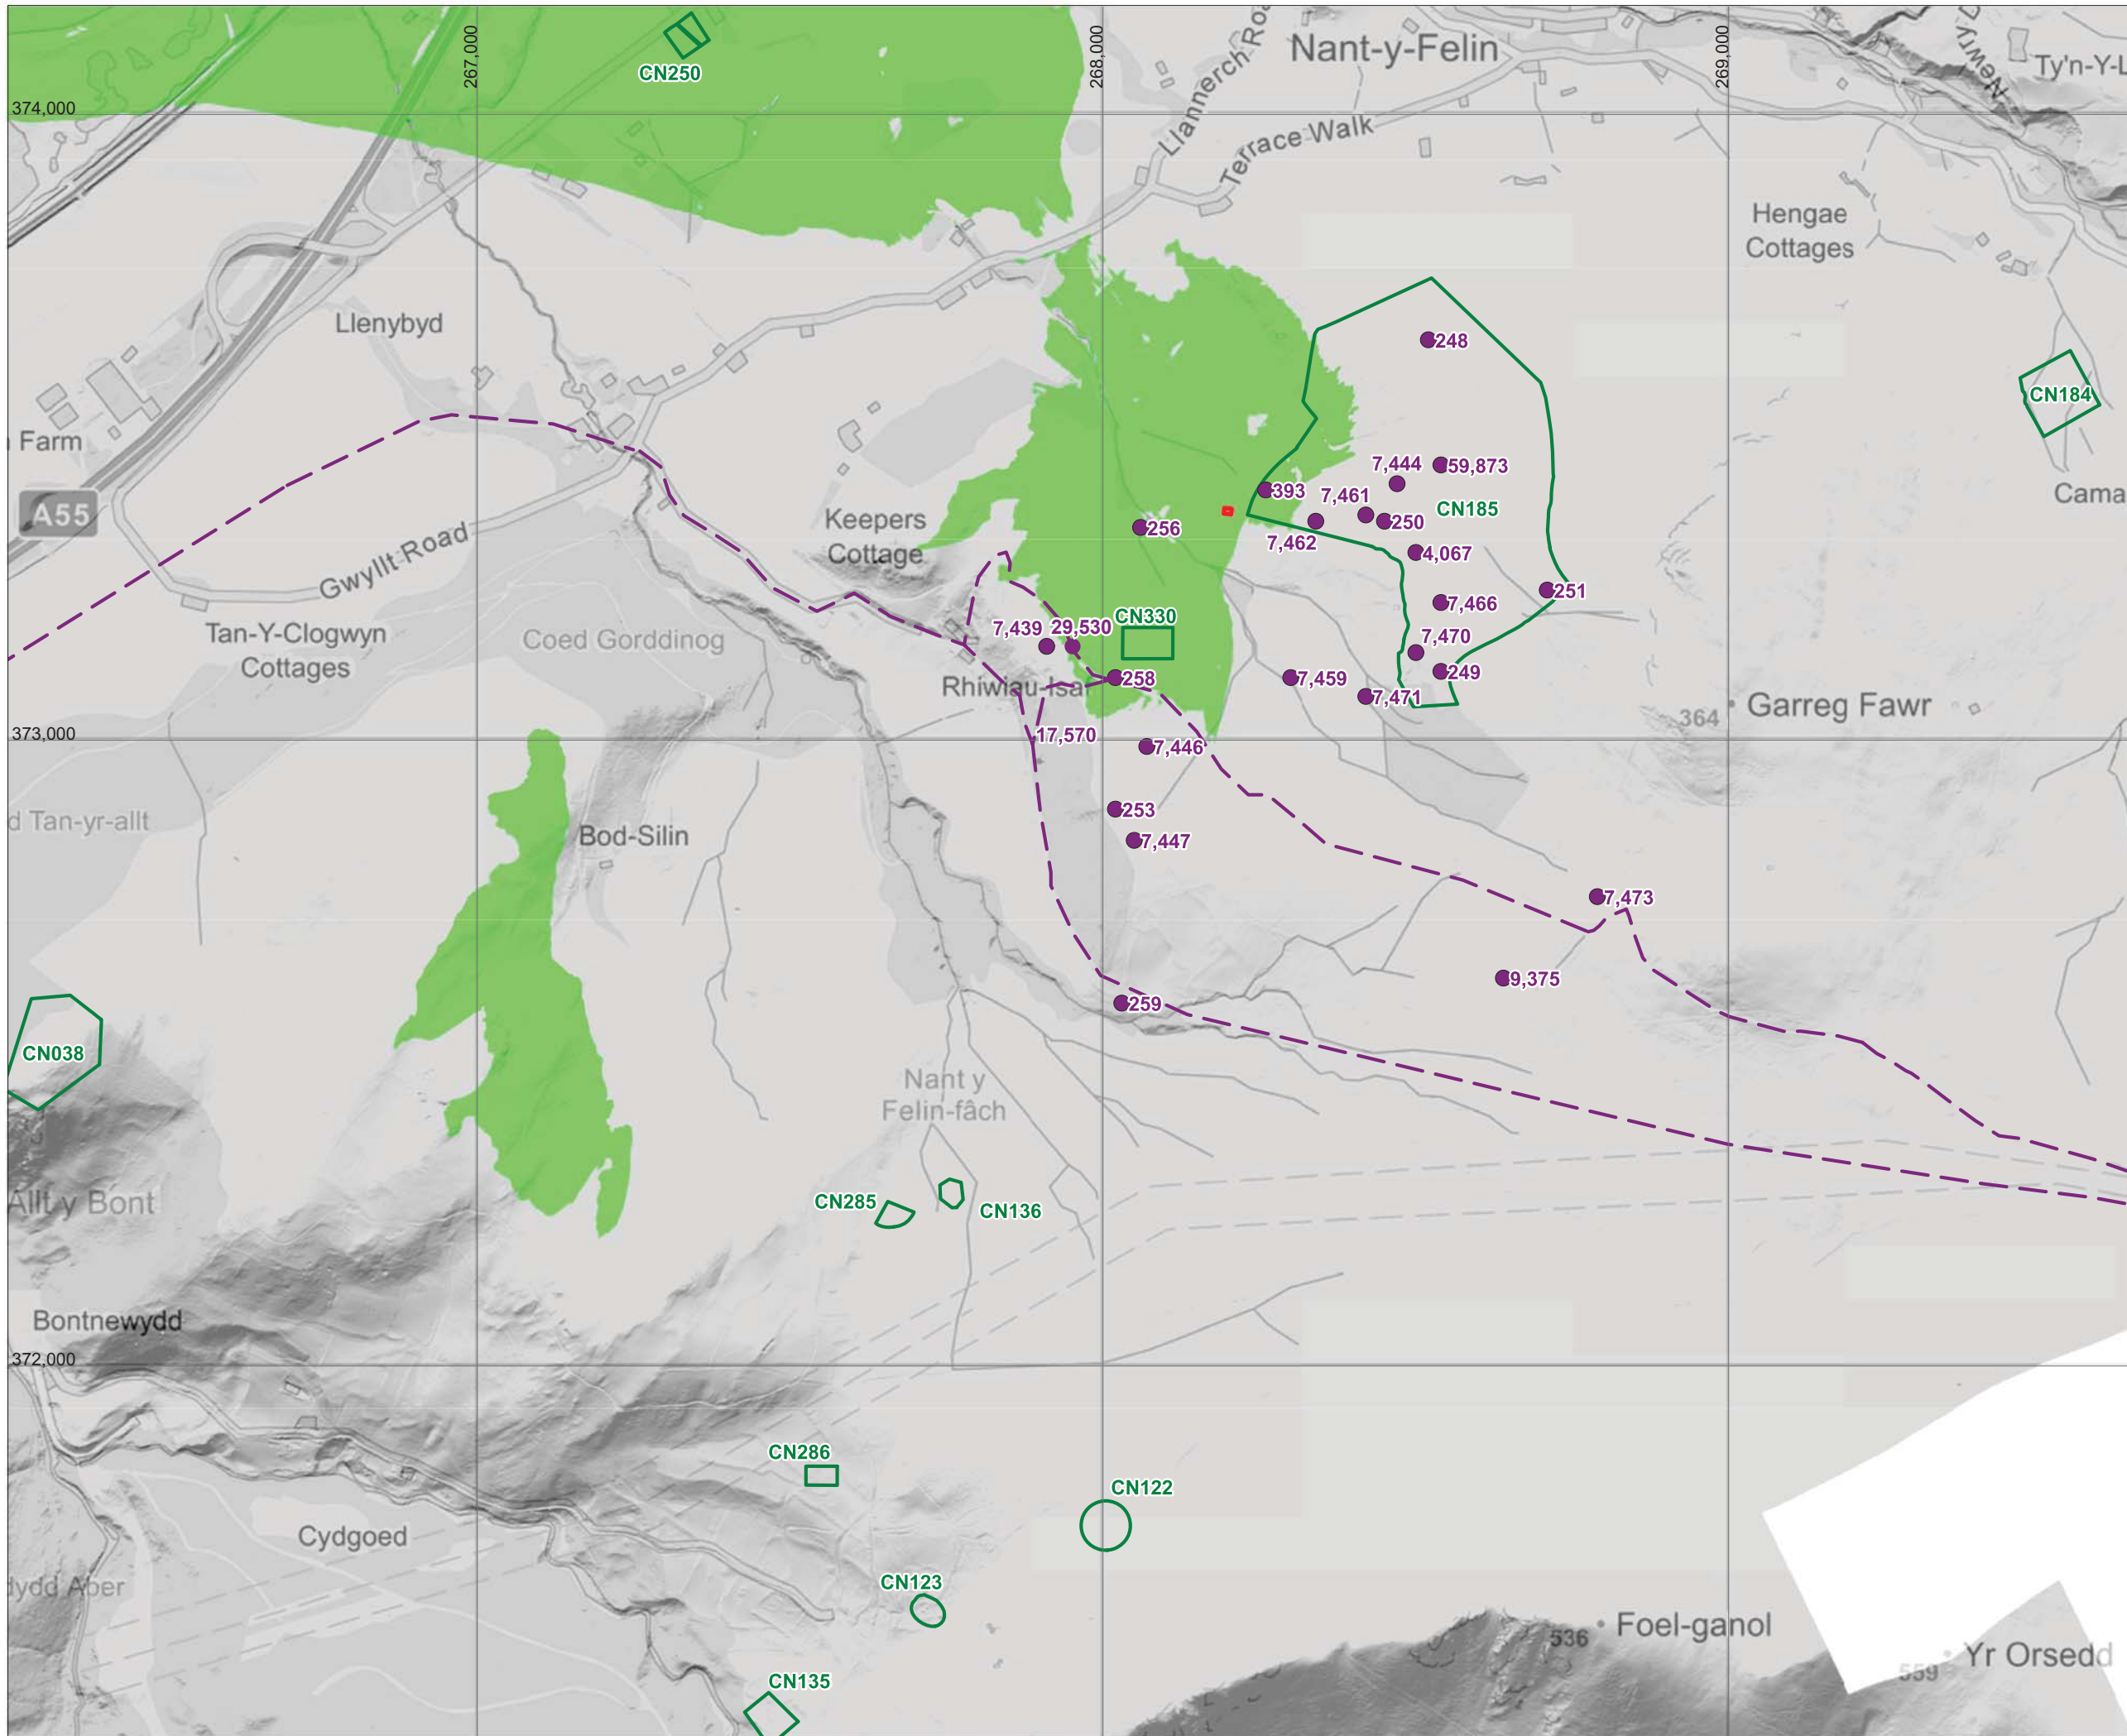 267,000
268,000
269,000
CN250
Nant-y-Felin
Ty'n-Y-L
374,000
Llannerch Roa
Terrace Walk
Hengae
Cottages
Llenybyd
248
CN184
Farm
7,444
59,873
393
7,461
CN185
Cama
A55
Keepers
Cottage
256
250
7,462
4,067
Gwyllt Road
251
7,466
CN330
Tan-Y-Clogwyn
Cottages
Coed Gorddinog
7,439
29,530
7,470
249
258
7,459
Rhiwiau-Isaf
7,471
364
Garreg Fawr
373,000
17,570
7,446
253
d Tan-yr-allt
Bod-Silin
7,447
7,473
9,375
259
CN038
Nant y
Felin-fâch
Allt y Bont
CN285
CN136
Bontnewydd
372,000
CN286
CN122
Cydgoed
CN123
dydd Aber
536
Foel-ganol
559
Yr Orsedd
CN135